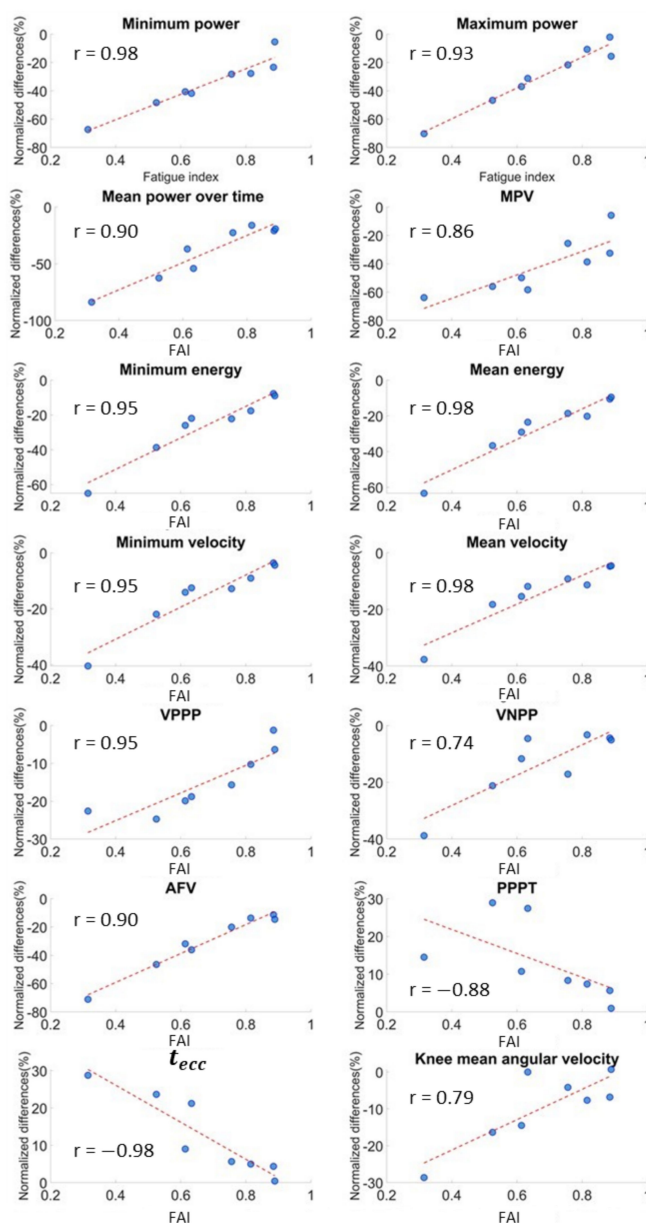 Minimum power
Normalized differences(%)
0
-20
-40
-60
-80
r = 0.98
0.2 0.4 0.6 0.8 1
Fatigue index
Maximum power
Normalized differences(%)
0
-20
-40
-60
-80
r = 0.93
0.2 0.4 0.6 0.8 1
Fatigue index
Mean power over time
Normalized differences(%)
0
-50
-100
r = 0.90
0.2 0.4 0.6 0.8 1
FAI
MPV
Normalized differences(%)
0
-20
-40
-60
-80
r = 0.86
0.2 0.4 0.6 0.8 1
FAI
Minimum energy
Normalized differences(%)
0
-20
-40
-60
r = 0.95
0.2 0.4 0.6 0.8 1
FAI
Mean energy
Normalized differences(%)
0
-20
-40
-60
r = 0.98
0.2 0.4 0.6 0.8 1
FAI
Minimum velocity
Normalized differences(%)
0
-20
-40
r = 0.95
0.2 0.4 0.6 0.8 1
FAI
Mean velocity
Normalized differences(%)
0
-20
-40
r = 0.98
0.2 0.4 0.6 0.8 1
FAI
VPPP
Normalized differences(%)
0
-10
-20
-30
r = 0.95
0.2 0.4 0.6 0.8 1
FAI
VNPP
Normalized differences(%)
0
-20
-40
r = 0.74
0.2 0.4 0.6 0.8 1
FAI
AFV
Normalized differences(%)
0
-20
-40
-60
-80
r = 0.90
0.2 0.4 0.6 0.8 1
FAI
PPPT
Normalized differences(%)
30
20
10
0
r = −0.88
0.2 0.4 0.6 0.8 1
FAI
t_ecc
Normalized differences(%)
30
20
10
0
r = −0.98
0.2 0.4 0.6 0.8 1
FAI
Knee mean angular velocity
Normalized differences(%)
0
-10
-20
-30
r = 0.79
0.2 0.4 0.6 0.8 1
FAI